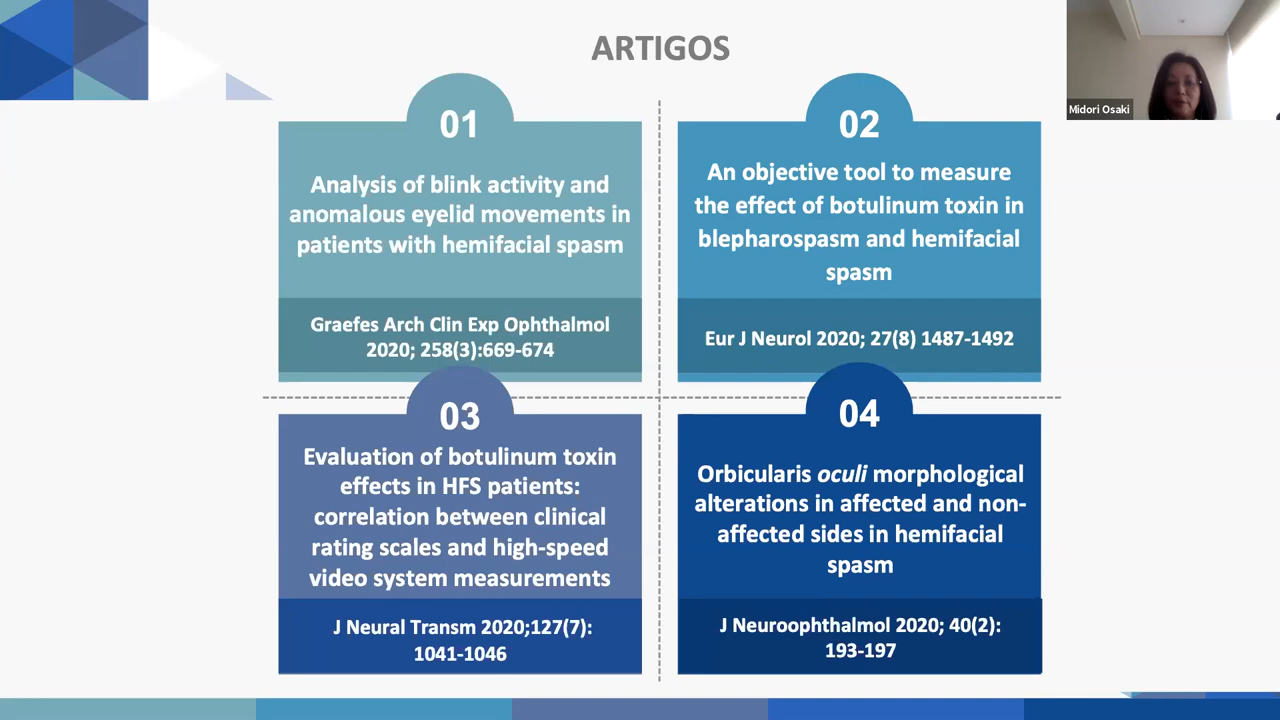 ARTIGOS
Midori Osaki
01
Analysis of blink activity and
anomalous eyelid movements in
patients with hemifacial spasm
Graefes Arch Clin Exp Ophthalmol
2020; 258(3):669-674
02
An objective tool to measure
the effect of botulinum toxin in
blepharospasm and hemifacial
spasm
Eur J Neurol 2020; 27(8) 1487-1492
03
Evaluation of botulinum toxin
effects in HFS patients:
correlation between clinical
rating scales and high-speed
video system measurements
J Neural Transm 2020;127(7):
1041-1046
04
Orbicularis oculi morphological
alterations in affected and non-
affected sides in hemifacial
spasm
J Neuroophthalmol 2020; 40(2):
193-197